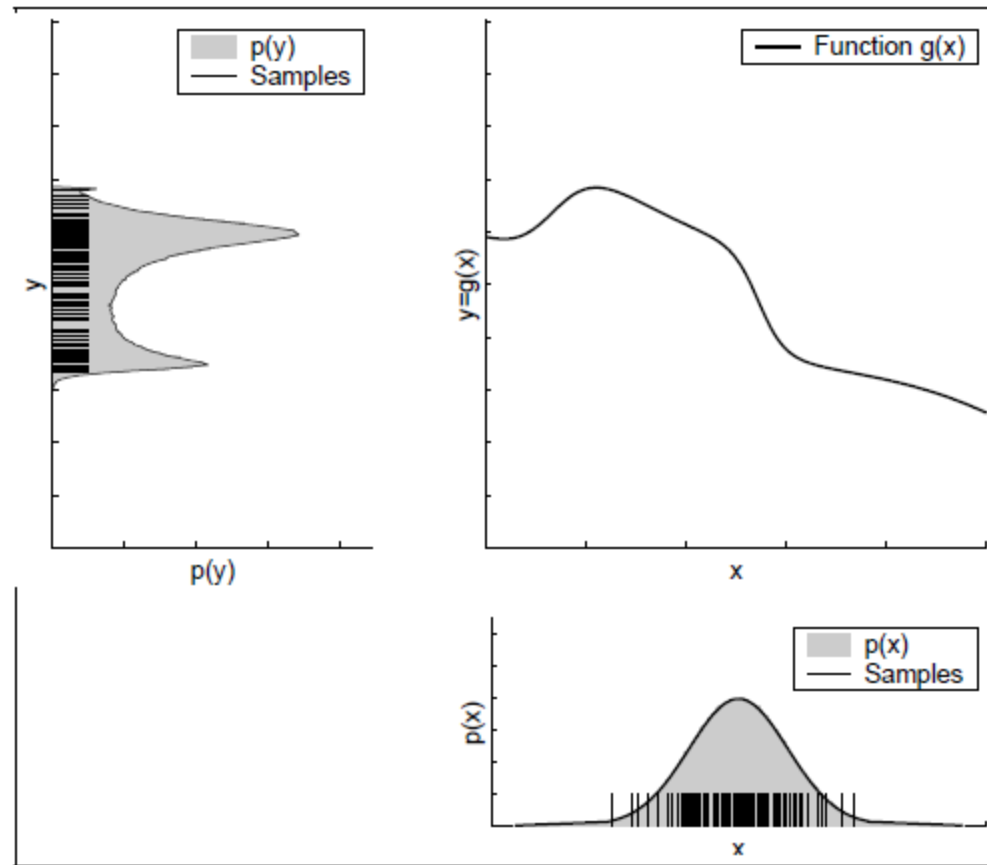 p(y)
Samples
y
p(y)
Function g(x)
y=g(x)
x
p(x)
Samples
p(x)
x